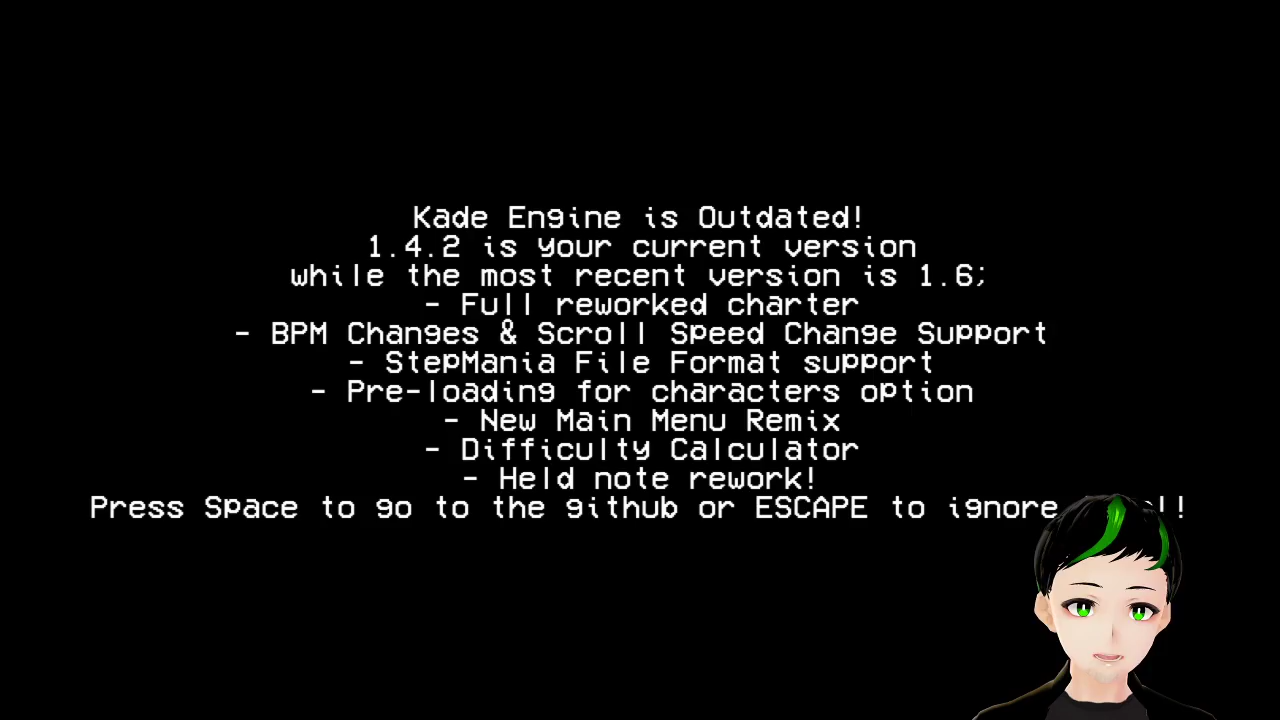 Kade Engine is Outdated!
1.4.2 is your current version
while the most recent version is 1.6;
- Full reworked charter
- BPM Changes & Scroll Speed Change Support
- StepMania File Format support
- Pre-loading for characters option
- New Main Menu Remix
- Difficulty Calculator
- Held note rework!
Press Space to go to the github or ESCAPE to ignore